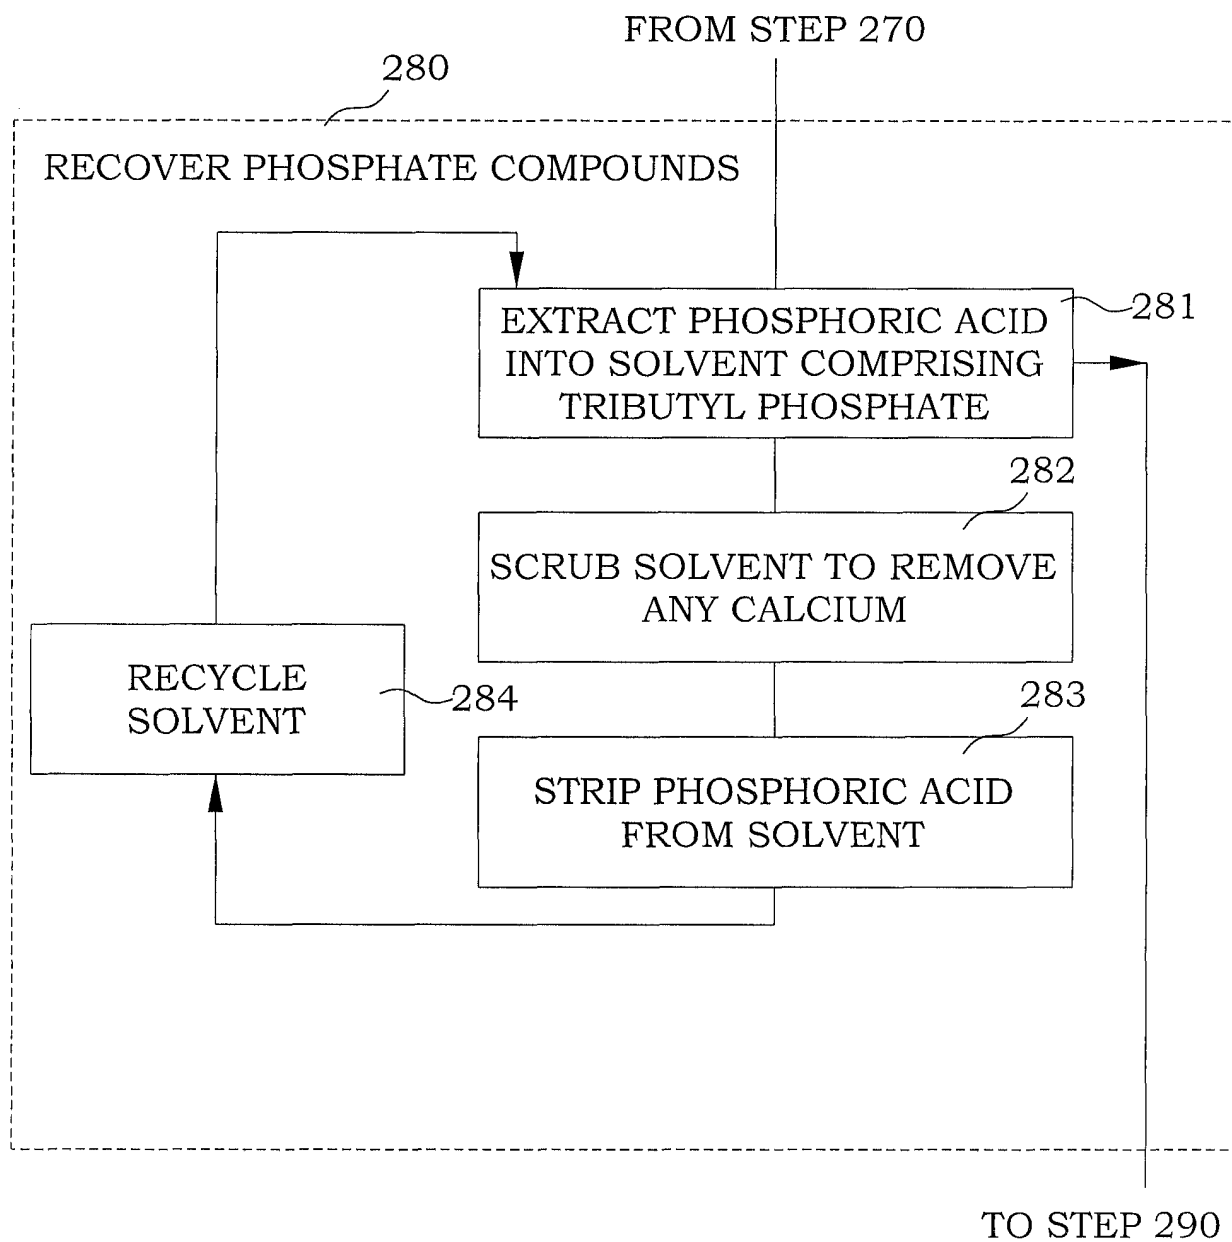 FROM STEP 270
280
RECOVER PHOSPHATE COMPOUNDS
EXTRACT PHOSPHORIC ACID
INTO SOLVENT COMPRISING
TRIBUTYL PHOSPHATE
281
282
SCRUB SOLVENT TO REMOVE
ANY CALCIUM
RECYCLE
SOLVENT
284
283
STRIP PHOSPHORIC ACID
FROM SOLVENT
TO STEP 290